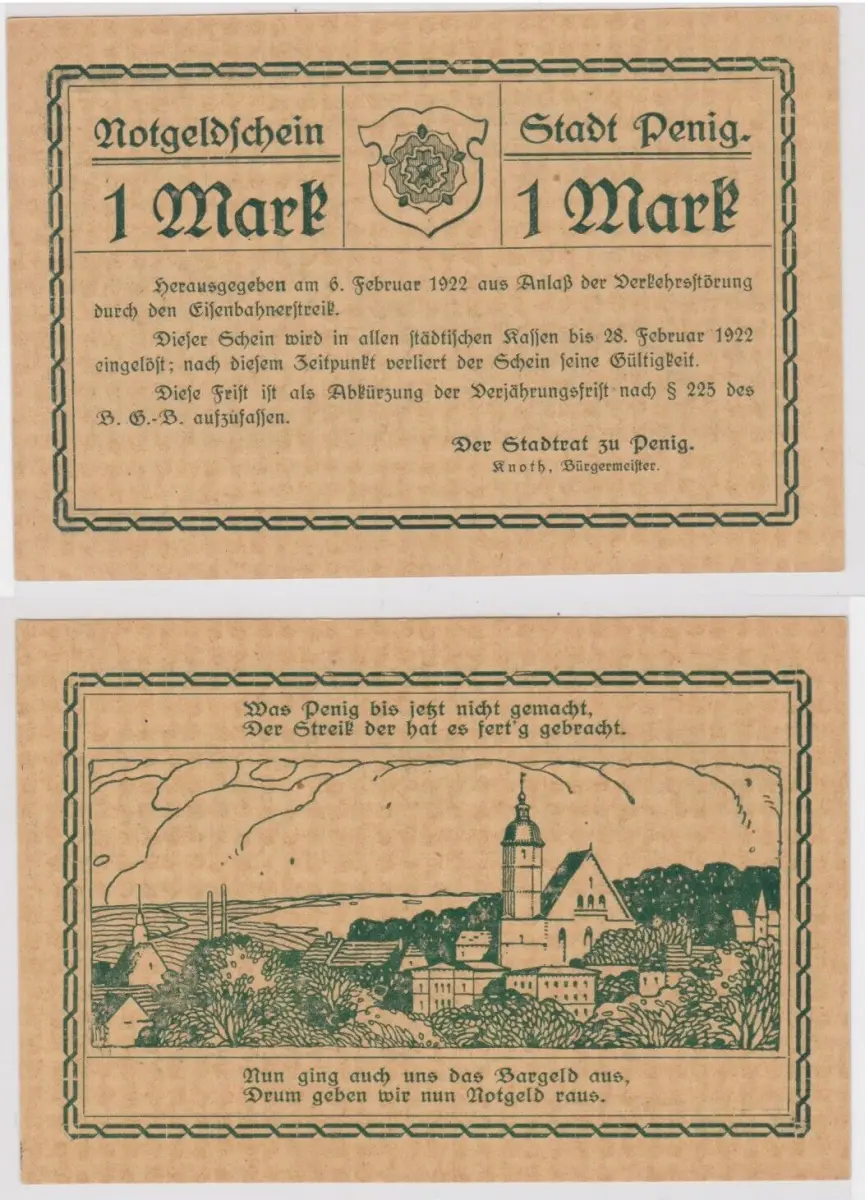 Notgeldschein
1 Mark
Stadt Penig.
1 Mark
Herausgegeben am 6. Februar 1922 aus Anlaß der Verkehrsstörung
durch den Eisenbahnerstreik.
Dieser Schein wird in allen städtischen Kassen bis 28. Februar 1922
eingelöst; nach diesem Zeitpunkt verliert der Schein seine Gültigkeit.
Diese Frist ist als Abkürzung der Verjährungsfrist nach § 225 des
B. G.-B. aufzufassen.
Der Stadtrat zu Penig.
Knoth, Bürgermeister.
Was Penig bis jetzt nicht gemacht,
Der Streik der hat es fert'g gebracht.
Nun ging auch uns das Bargeld aus,
Drum geben wir nun Notgeld raus.